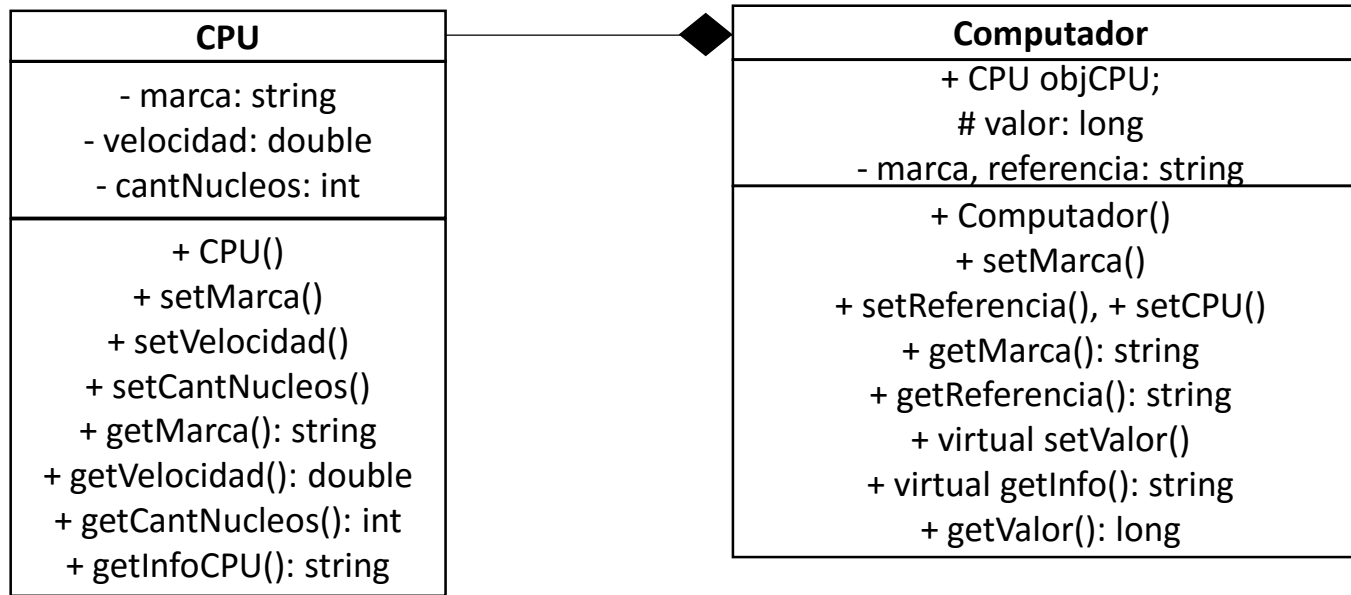 CPU
- marca: string
- velocidad: double
- cantNucleos: int
+ CPU()
+ setMarca()
+ setVelocidad()
+ setCantNucleos()
+ getMarca(): string
+ getVelocidad(): double
+ getCantNucleos(): int
+ getInfoCPU(): string
Computador
+ CPU objCPU;
# valor: long
- marca, referencia: string
+ Computador()
+ setMarca()
+ setReferencia(), + setCPU()
+ getMarca(): string
+ getReferencia(): string
+ virtual setValor()
+ virtual getInfo(): string
+ getValor(): long